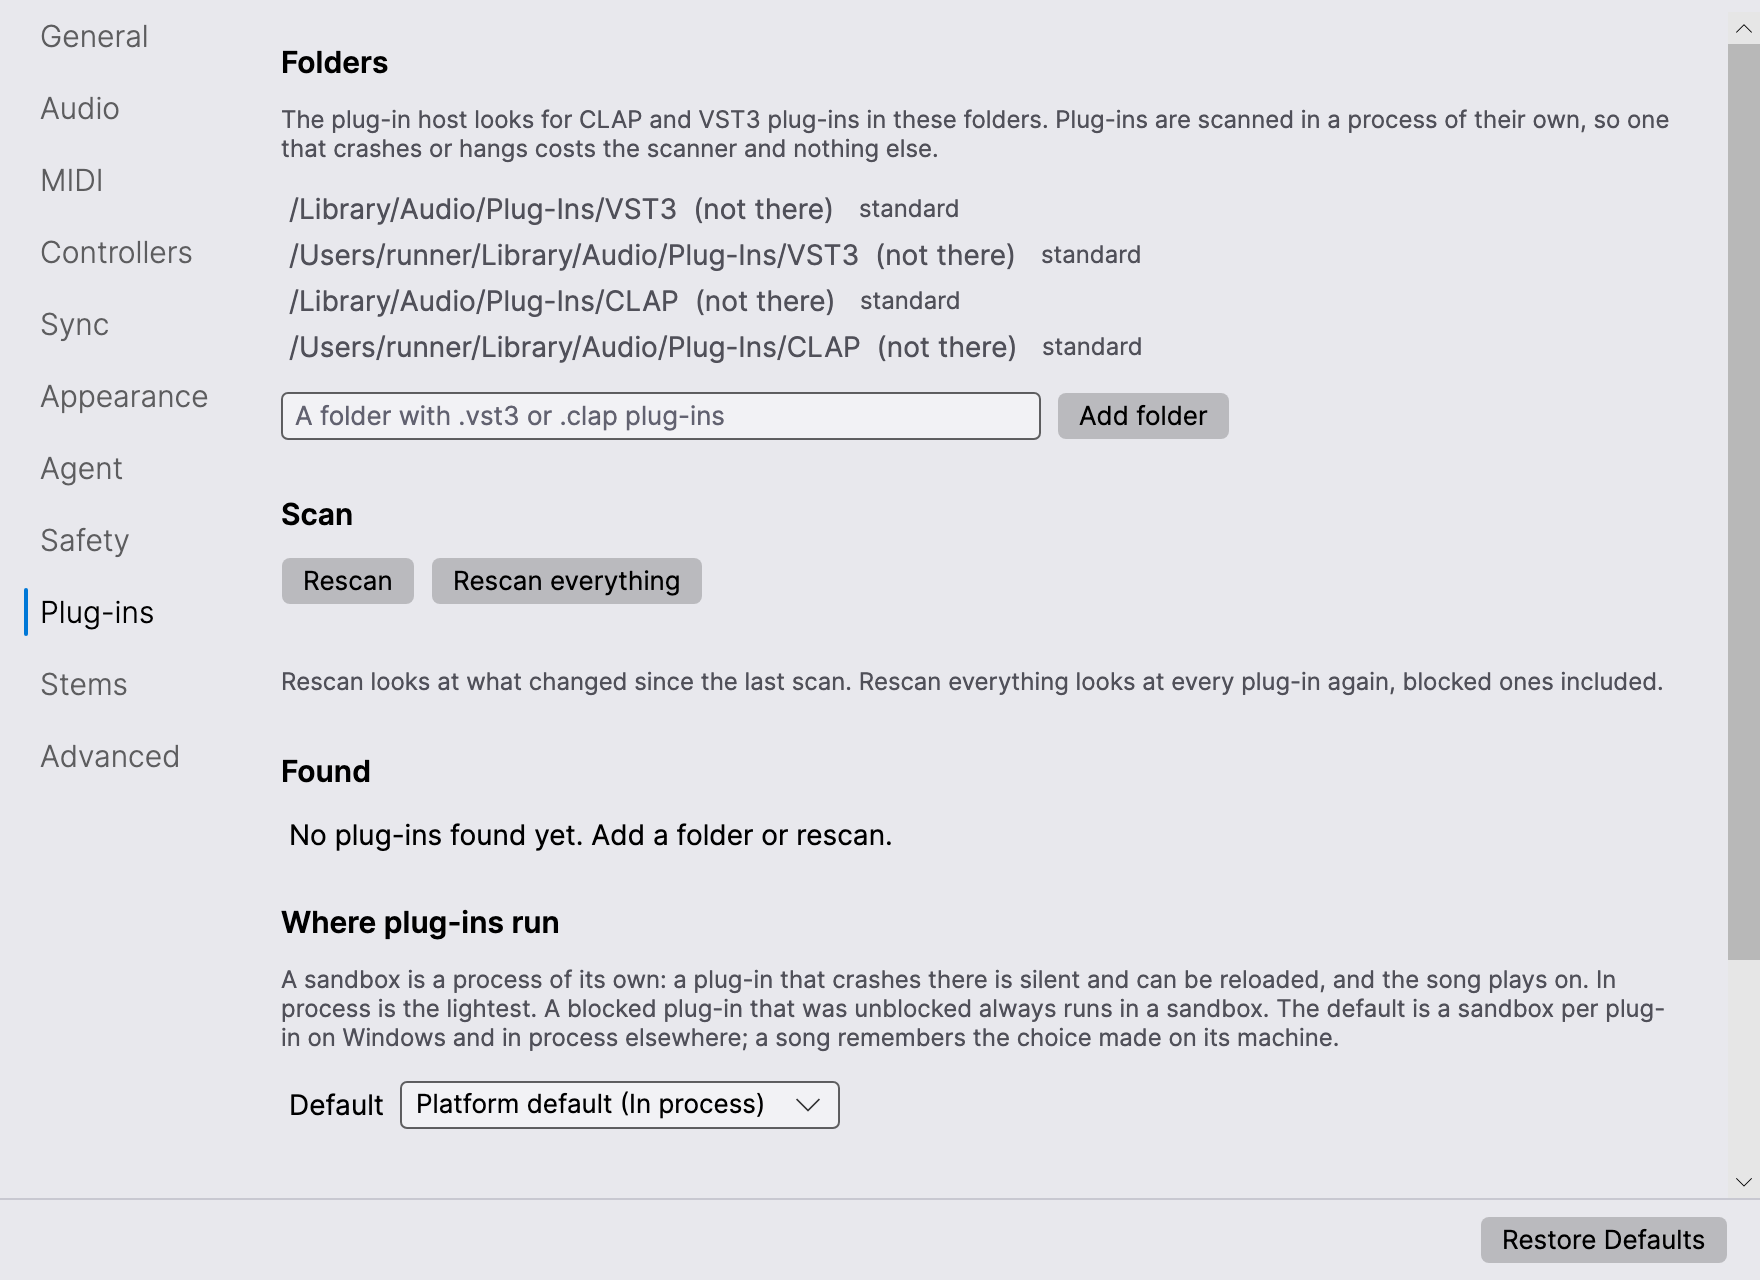 General
Audio
MIDI
Controllers
Sync
Appearance
Agent
Safety
Plug-ins
Stems
Advanced
Folders
The plug-in host looks for CLAP and VST3 plug-ins in these folders. Plug-ins are scanned in a process of their own, so one
that crashes or hangs costs the scanner and nothing else.
/Library/Audio/Plug-Ins/VST3 (not there) standard
/Users/runner/Library/Audio/Plug-Ins/VST3 (not there) standard
/Library/Audio/Plug-Ins/CLAP (not there) standard
/Users/runner/Library/Audio/Plug-Ins/CLAP (not there) standard
A folder with .vst3 or .clap plug-ins Add folder
Scan
Rescan Rescan everything
Rescan looks at what changed since the last scan. Rescan everything looks at every plug-in again, blocked ones included.
Found
No plug-ins found yet. Add a folder or rescan.
Where plug-ins run
A sandbox is a process of its own: a plug-in that crashes there is silent and can be reloaded, and the song plays on. In
process is the lightest. A blocked plug-in that was unblocked always runs in a sandbox. The default is a sandbox per plug-
in on Windows and in process elsewhere; a song remembers the choice made on its machine.
Default Platform default (In process)
Restore Defaults